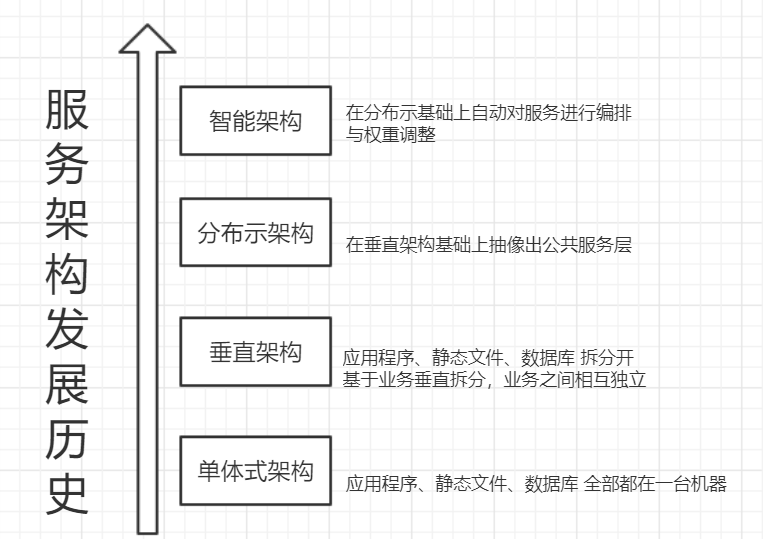 服务架构发展历史
智能架构
在分布示基础上自动对服务进行编排
与权重调整
分布示架构
在垂直架构基础上抽像出公共服务层
垂直架构
应用程序、静态文件、数据库 拆分开
基于业务垂直拆分，业务之间相互独立
单体式架构
应用程序、静态文件、数据库 全部都在一台机器